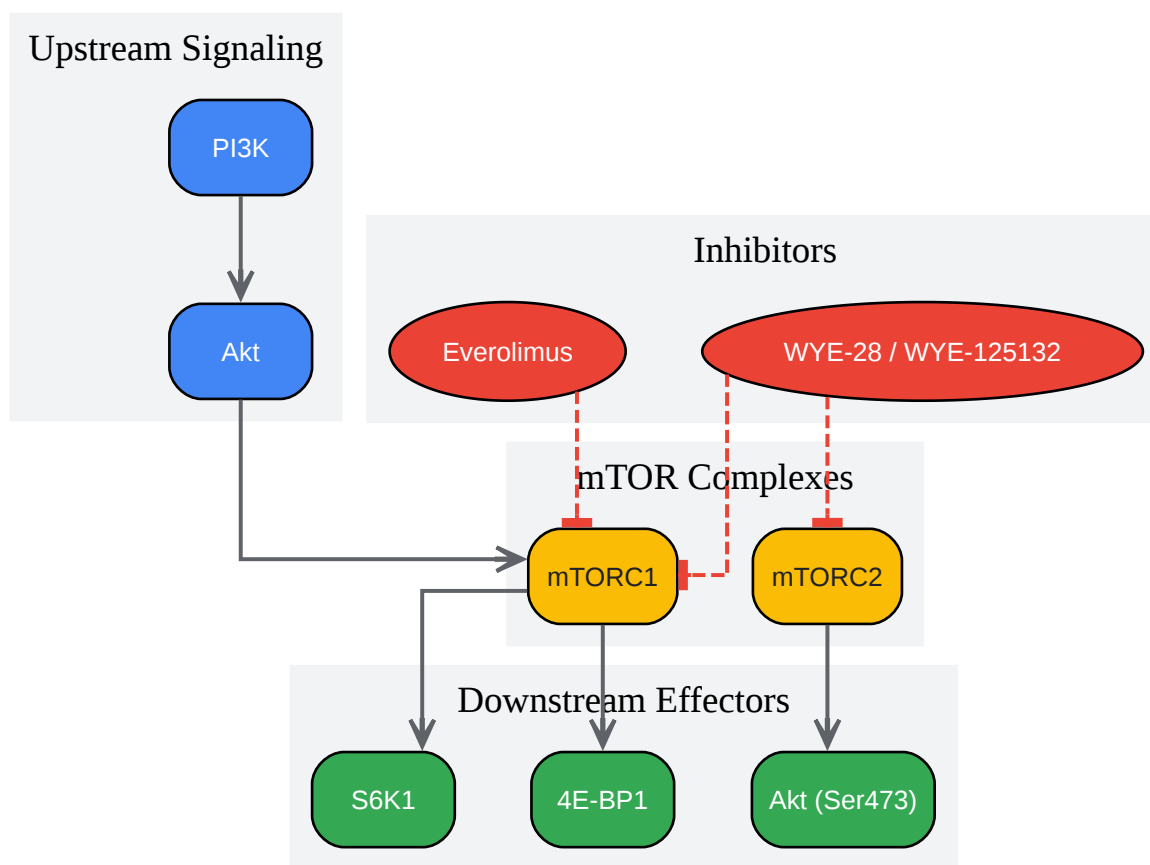 Upstream Signaling
PI3K
Inhibitors
Akt
Everolimus
WYE-28 / WYE-125132
mTOR Complexes
mTORC1
mTORC2
Downstream Effectors
S6K1
4E-BP1
Akt (Ser473)